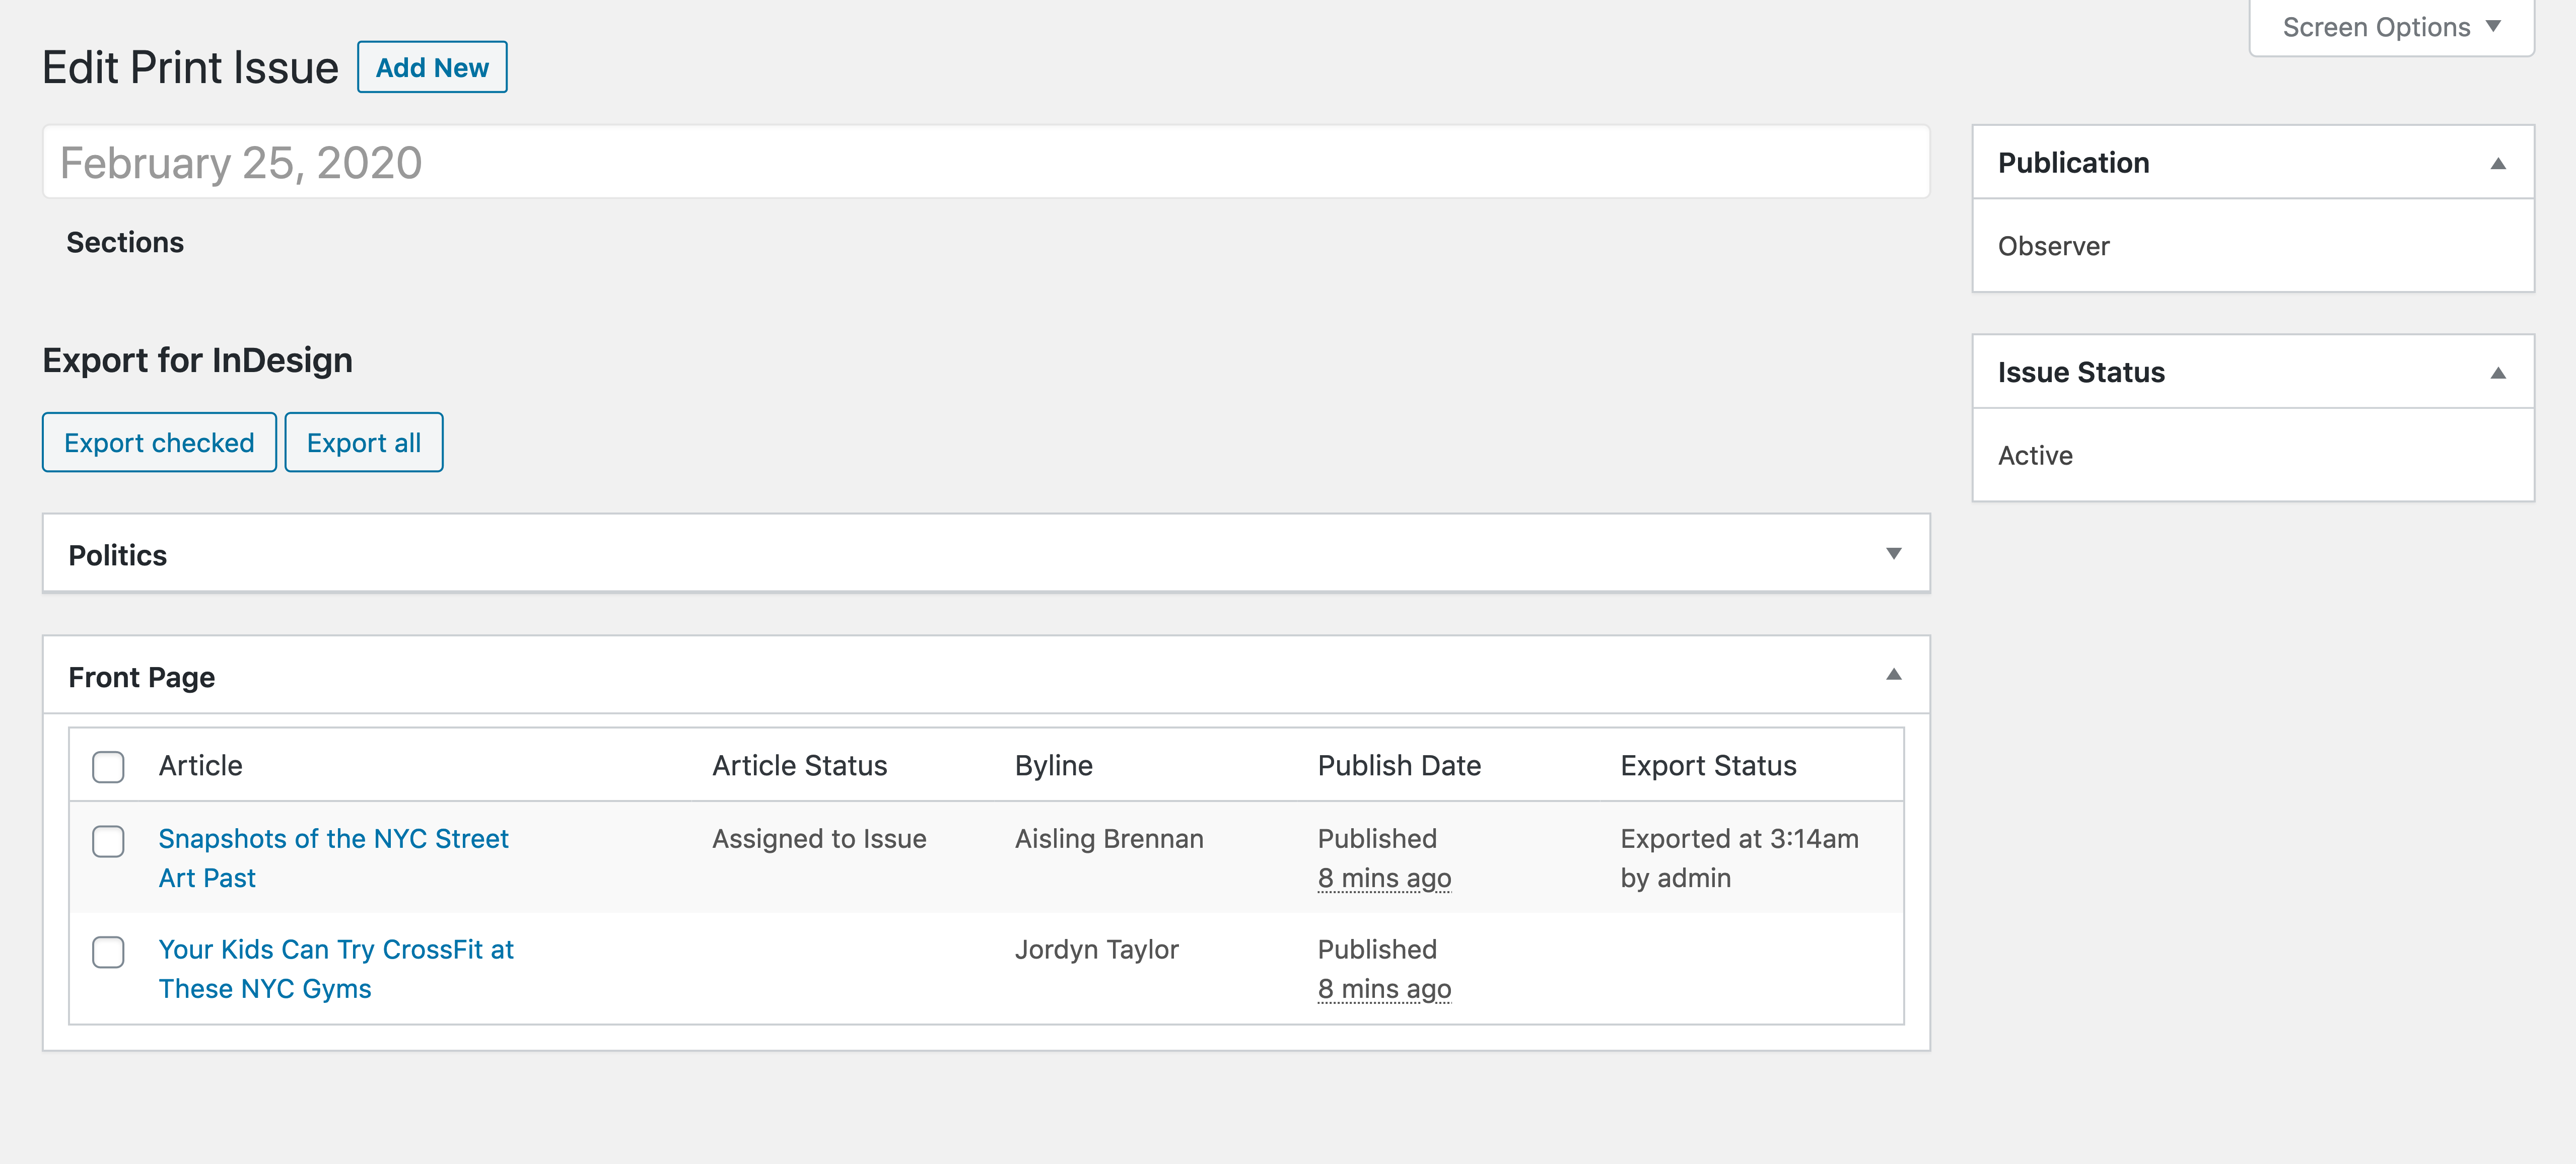 Screen Options
Edit Print Issue
Add New
February 25, 2020
Sections
Publication
Observer
Issue Status
Active
Export for InDesign
Export checked
Export all
Politics
Front Page
Article Article Status Byline Publish Date Export Status
Snapshots of the NYC Street Assigned to Issue Aisling Brennan Published Exported at 3:14am
Art Past 8 mins ago by admin
Your Kids Can Try CrossFit at Jordyn Taylor Published
These NYC Gyms 8 mins ago